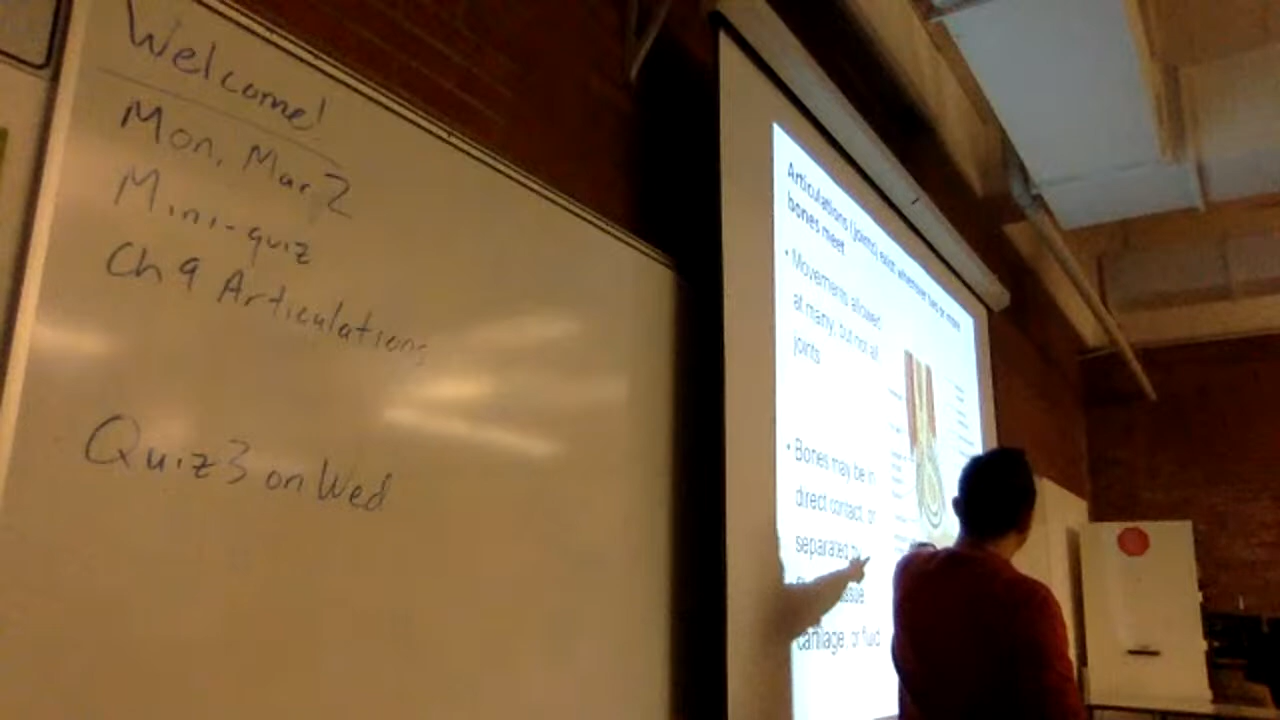 Welcome!
Mon, Mar 2
Mini-quiz
Ch 9 Articulations
Quiz 3 on Wed
Articulations (joints) exist wherever two or more
bones meet
• Movements allowed
at many, but not all
joints
• Bones may be in
direct contact, or
separated by
cartilage, or fluid